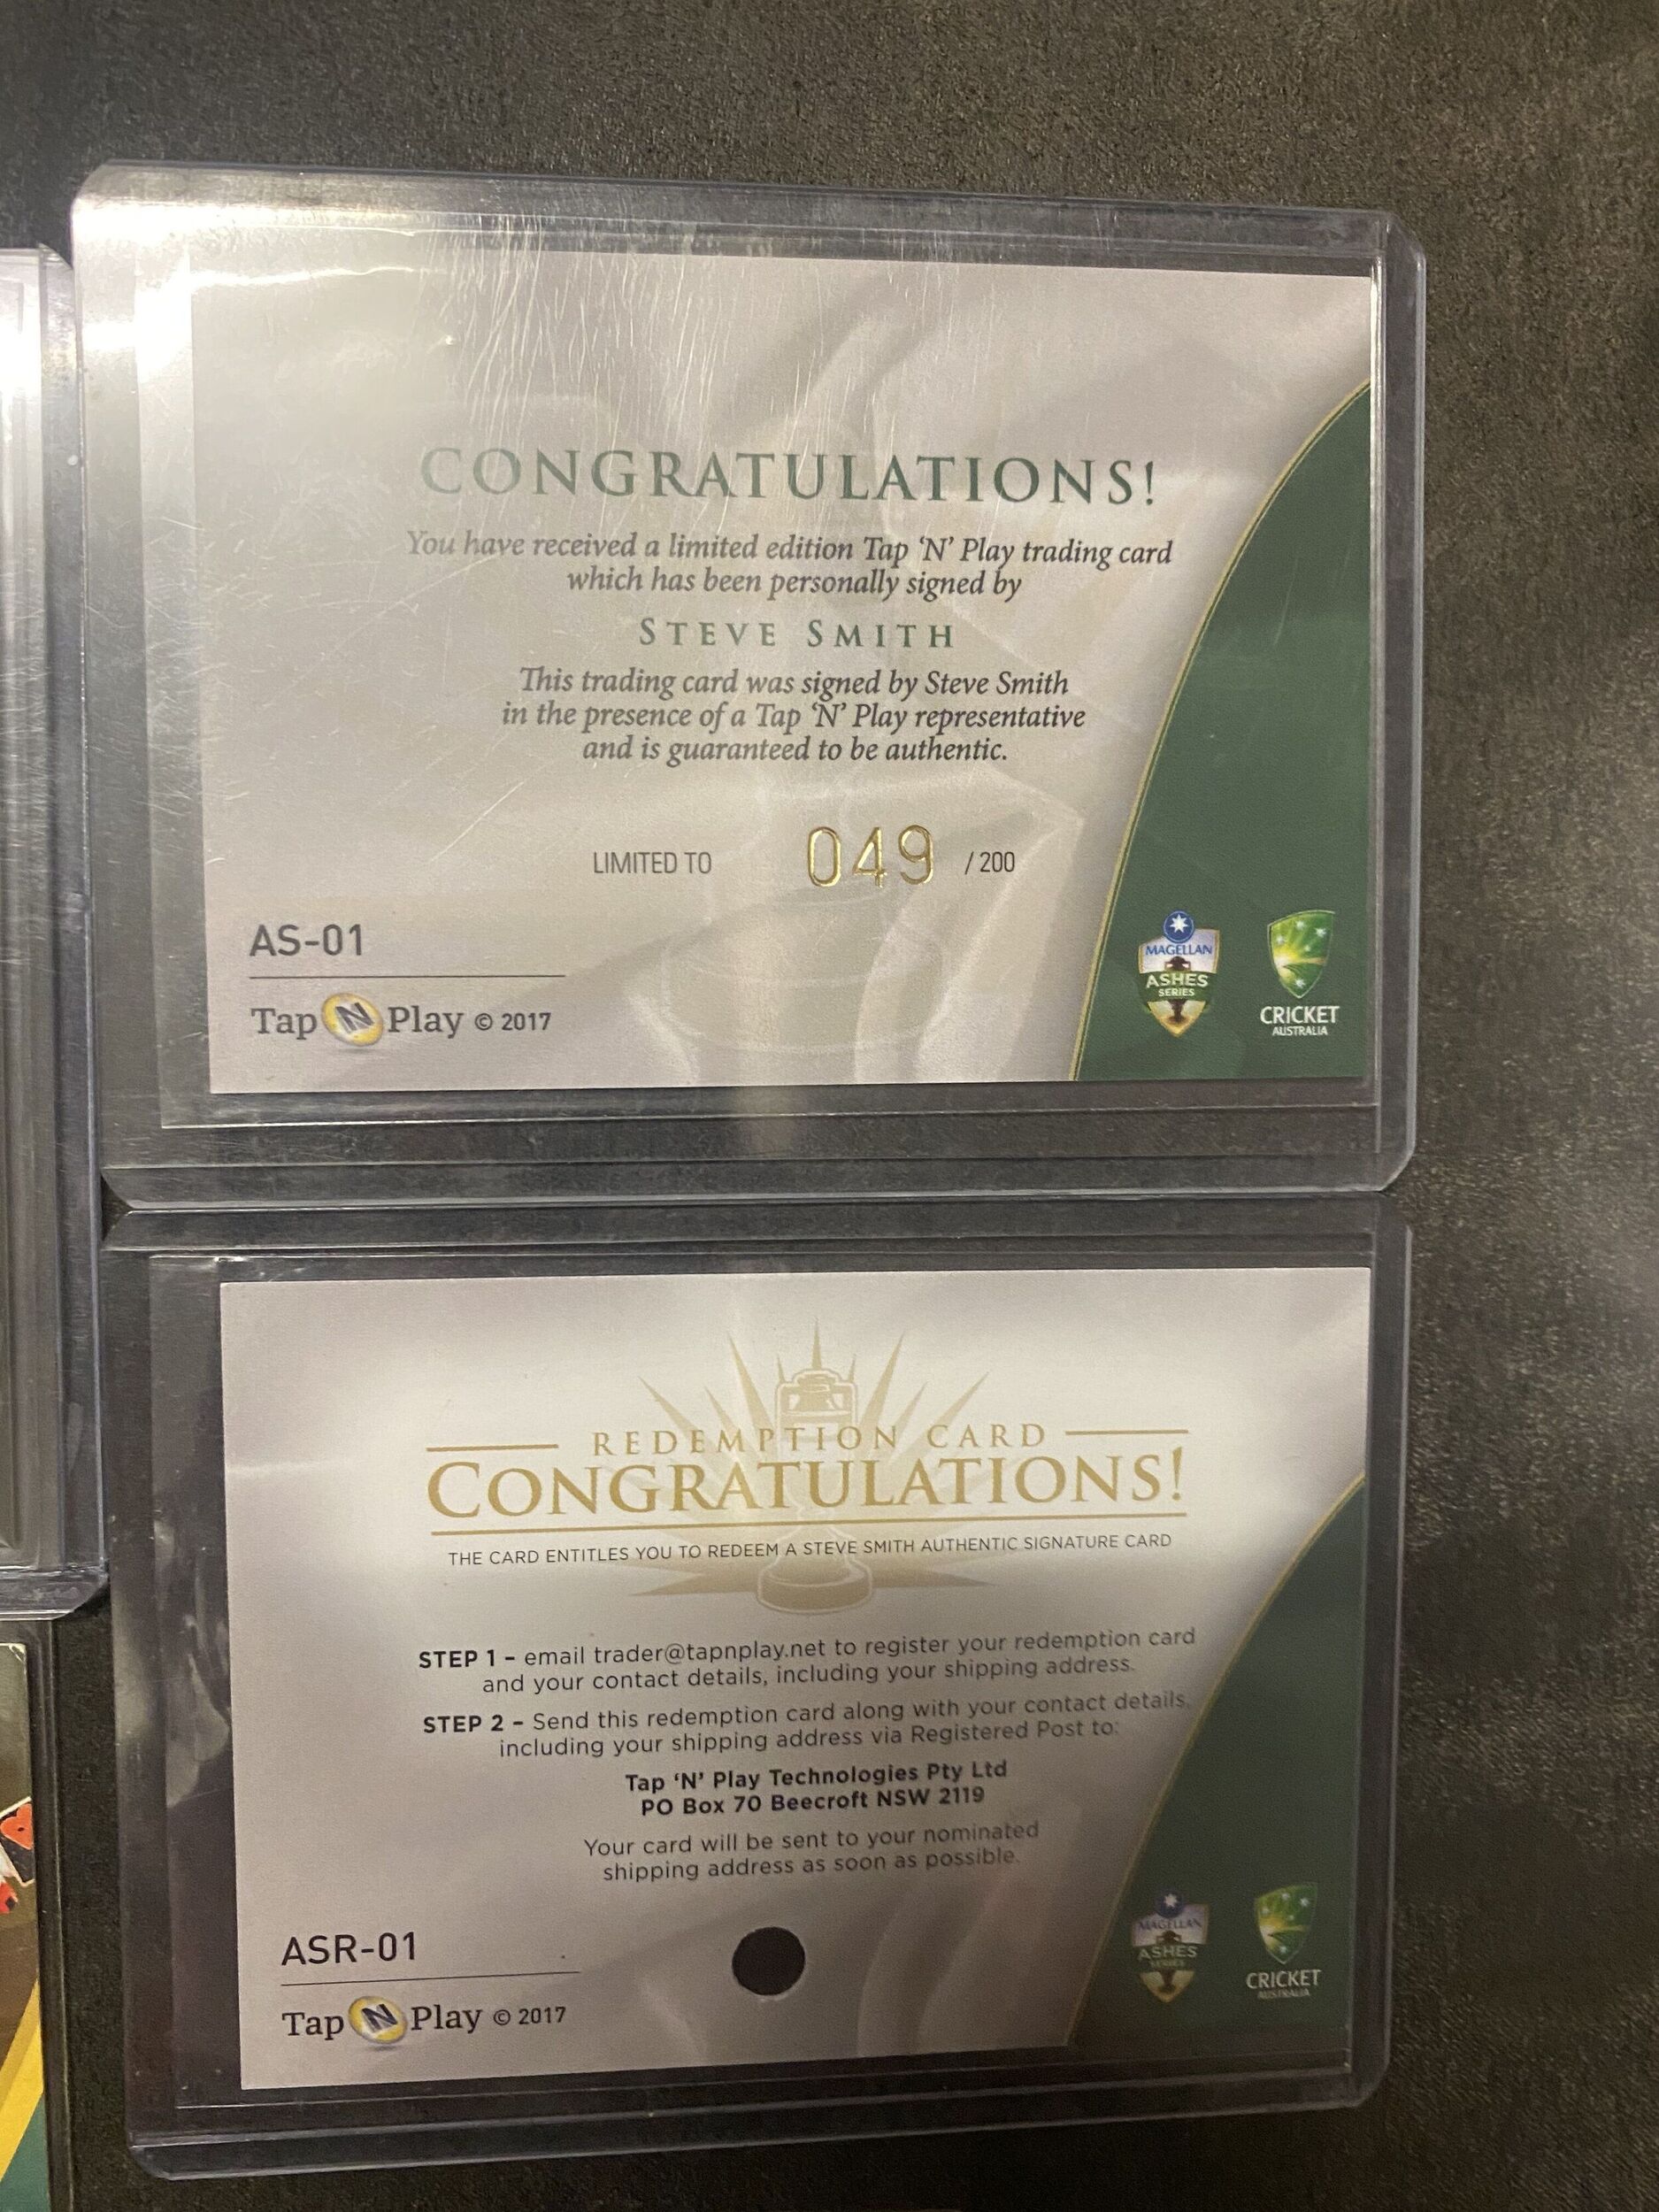 CONGRATULATIONS!
You have received a limited edition Tap ‘N’ Play trading card
which has been personally signed by
STEVE SMITH
This trading card was signed by Steve Smith
in the presence of a Tap ‘N’ Play representative
and is guaranteed to be authentic.
LIMITED TO 049 / 200
AS-01
Tap N Play © 2017
MAGELLAN
ASHES
SERIES
CRICKET
AUSTRALIA
REDEMPTION CARD
CONGRATULATIONS!
THE CARD ENTITLES YOU TO REDEEM A STEVE SMITH AUTHENTIC SIGNATURE CARD
STEP 1 – email trader@tapnplay.net to register your redemption card
and your contact details, including your shipping address.
STEP 2 – Send this redemption card along with your contact details,
including your shipping address via Registered Post to:
Tap ‘N’ Play Technologies Pty Ltd
PO Box 70 Beecroft NSW 2119
Your card will be sent to your nominated
shipping address as soon as possible.
ASR-01
Tap N Play © 2017
MAGELLAN
ASHES
SERIES
CRICKET
AUSTRALIA